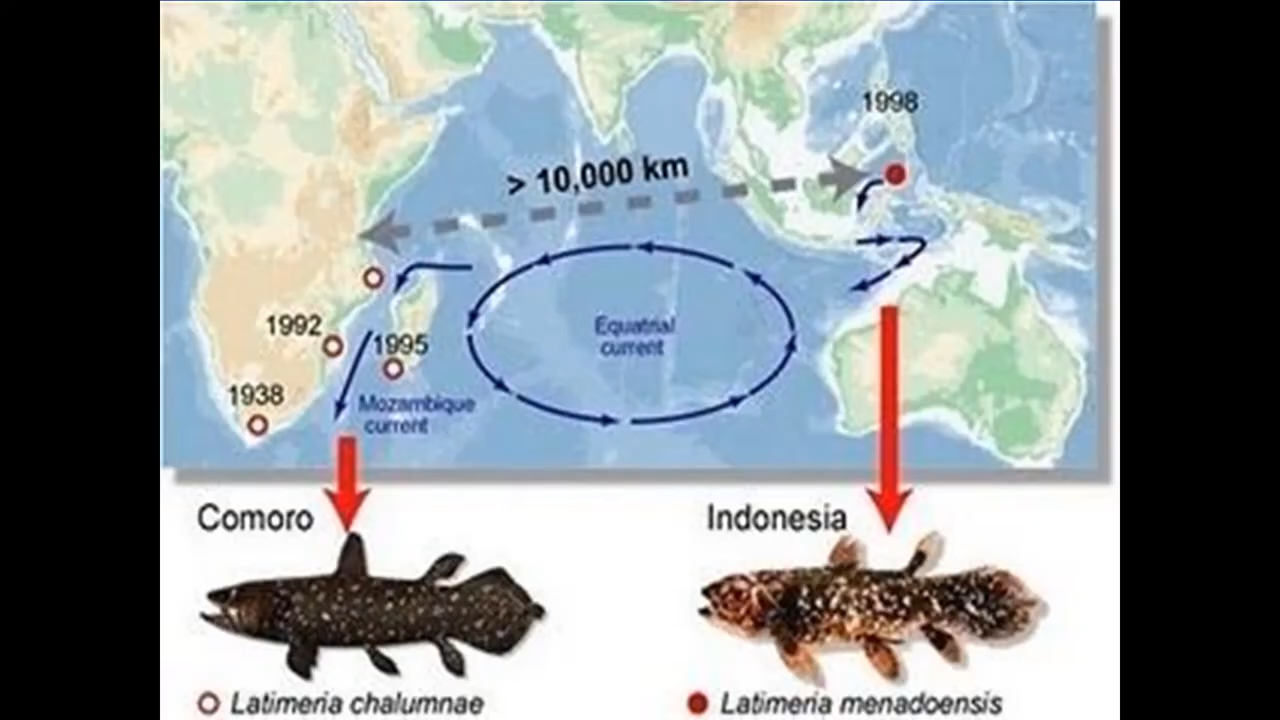 1998
> 10,000 km
1992
1995
1938
Equatrial
current
Mozambique
current
Comoro
Indonesia
Latimeria chalumnae
Latimeria menadoensis